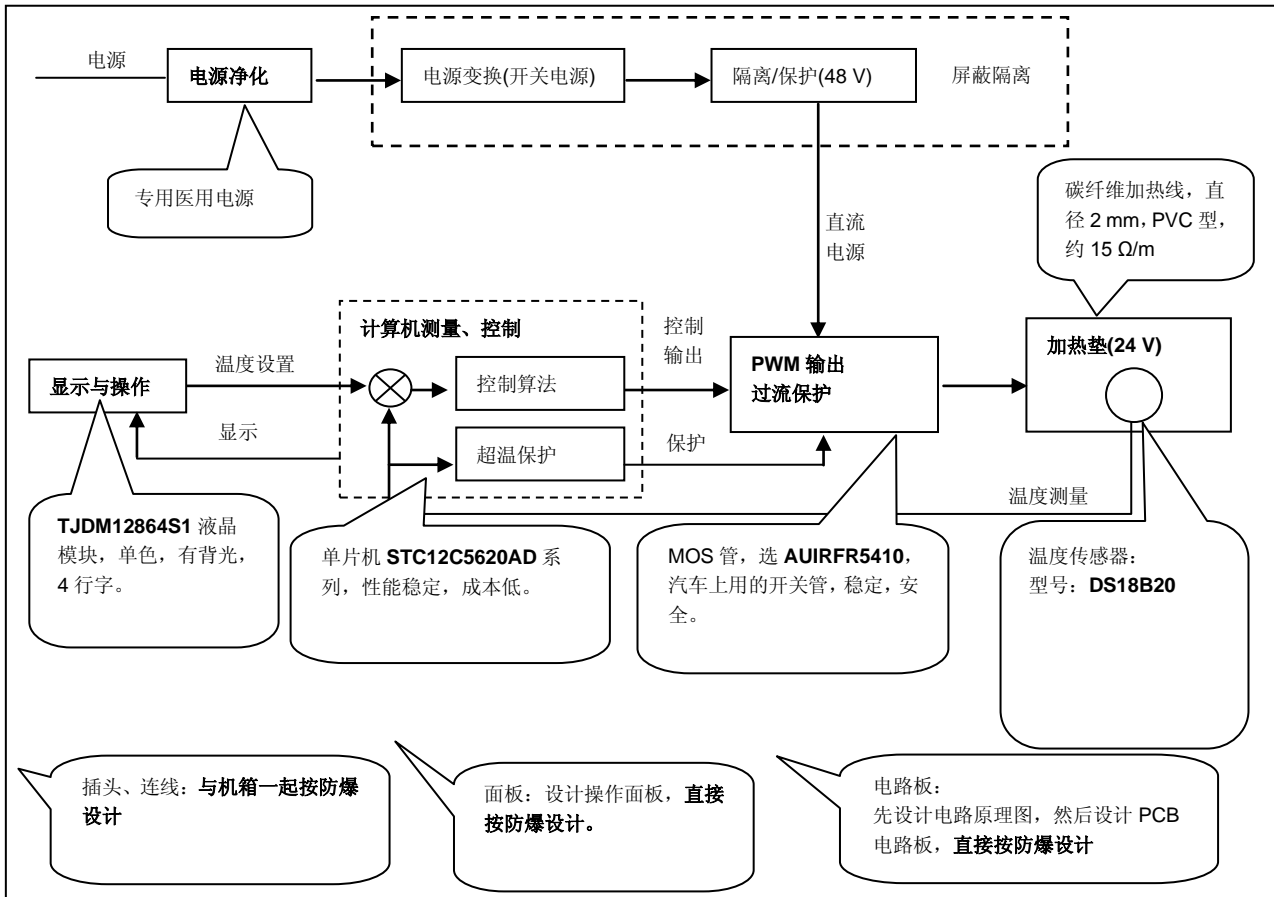 电源
电源净化
电源变换(开关电源)
隔离/保护(48 V)
屏蔽隔离
专用医用电源
直流
电源
碳纤维加热线，直
径 2 mm，PVC 型，
约 15 Ω/m
计算机测量、控制
控制
输出
加热垫(24 V)
显示与操作
温度设置
控制算法
PWM 输出
过流保护
显示
超温保护
保护
温度测量
TJDM12864S1 液晶
模块，单色，有背光，
4 行字。
单片机 STC12C5620AD 系
列，性能稳定，成本低。
MOS 管，选 AUIRFR5410，
汽车上用的开关管，稳定，安
全。
温度传感器：
型号：DS18B20
插头、连线：与机箱一起按防爆
设计
面板：设计操作面板，直接
按防爆设计。
电路板：
先设计电路原理图，然后设计 PCB
电路板，直接按防爆设计